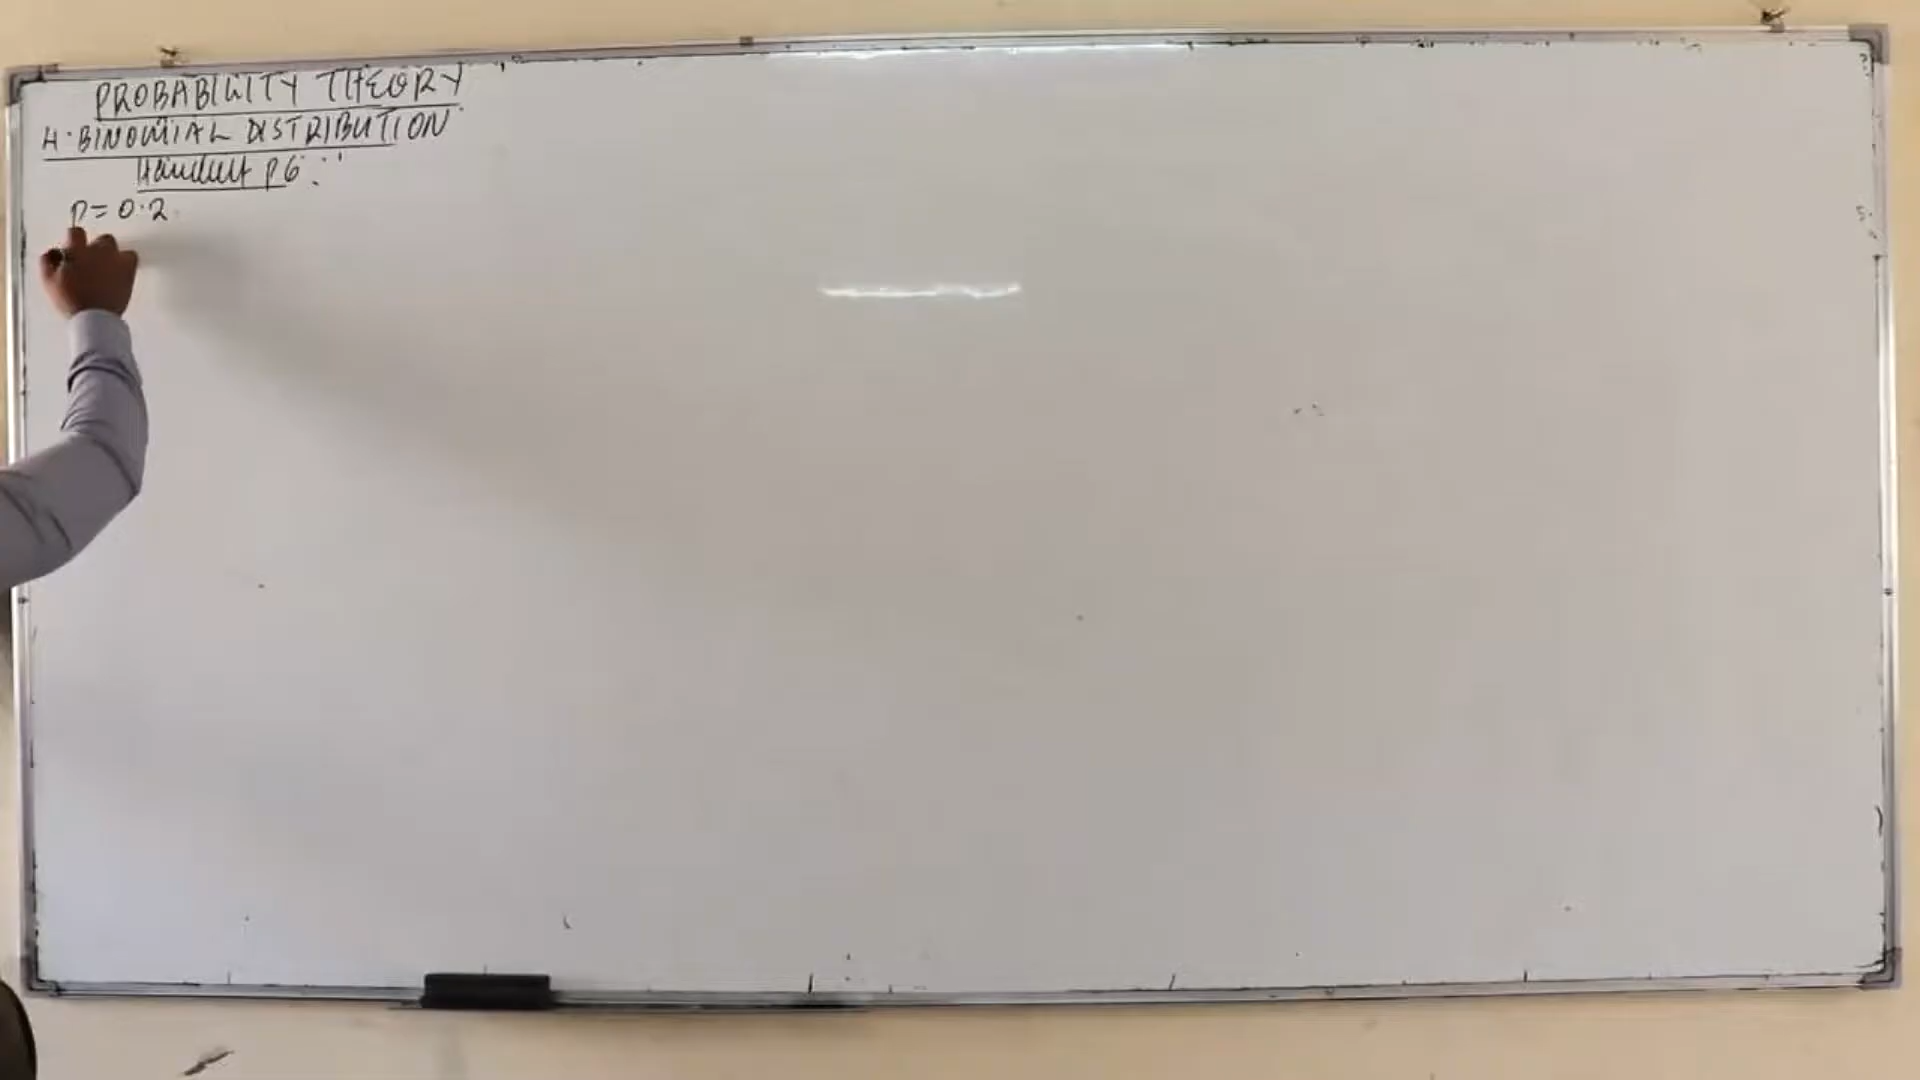 PROBABILITY THEORY
4. BINOMIAL DISTRIBUTION
Handout P6
p = 0.2